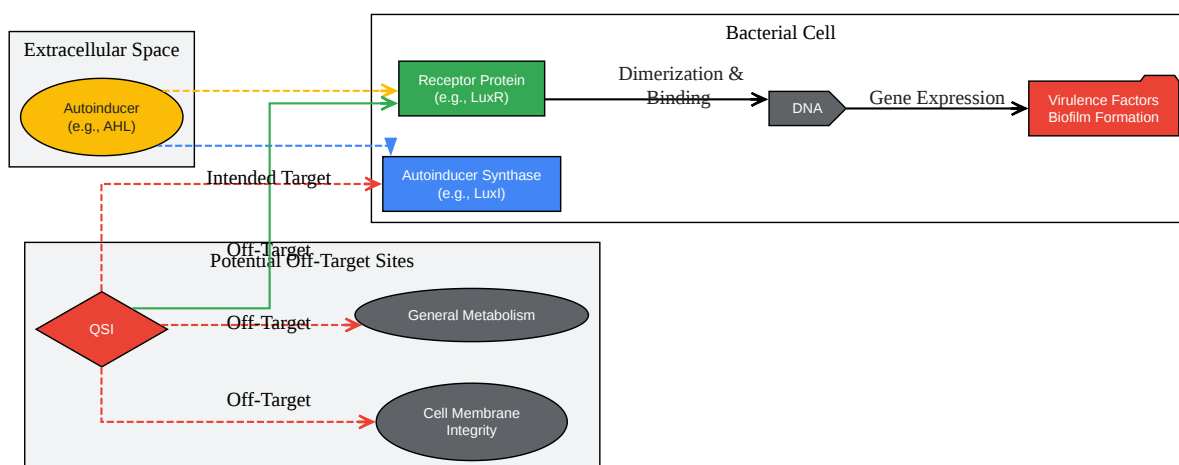 Bacterial Cell
Extracellular Space
Autoinducer
(e.g., AHL)
Receptor Protein
(e.g., LuxR)
Dimerization &
Binding
DNA
Gene Expression
Virulence Factors
Biofilm Formation
Autoinducer Synthase
(e.g., LuxI)
Intended Target
Off-Target
Potential Off-Target Sites
QSI
Off-Target
General Metabolism
Off-Target
Cell Membrane
Integrity